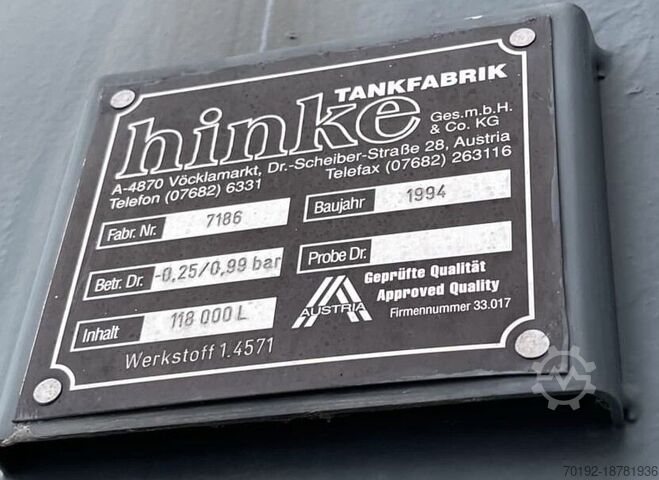 TANKFABRIK
hinke
Ges.m.b.H.
& Co. KG
A-4870 Vöcklamarkt, Dr.-Scheiber-Straße 28, Austria
Telefon (07682) 6331
Telefax (07682) 263116
Fabr. Nr. 7186
Baujahr 1994
Betr. Dr. -0,25/0,99 bar
Probe Dr.
Inhalt 118 000 L
AUSTRIA
Geprüfte Qualität
Approved Quality
Firmennummer 33.017
Werkstoff 1.4571
70192-18781936